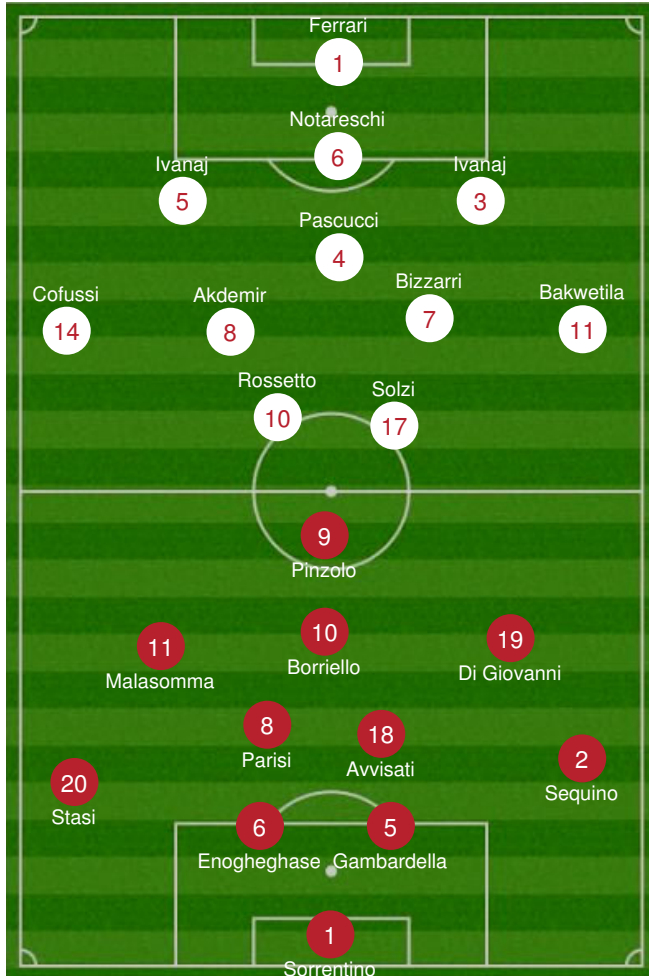 Ferrari
1
Notareschi
6
Ivanaj
5
Ivanaj
3
Pascucci
4
Cofussi
14
Akdemir
8
Bizzarri
7
Bakwetila
11
Rossetto
10
Solzi
17
9
Pinzolo
11
Malasomma
10
Borriello
19
Di Giovanni
8
Parisi
18
Avvisati
20
Stasi
2
Sequino
6
Enogheghase
5
Gambardella
1
Sorrentino